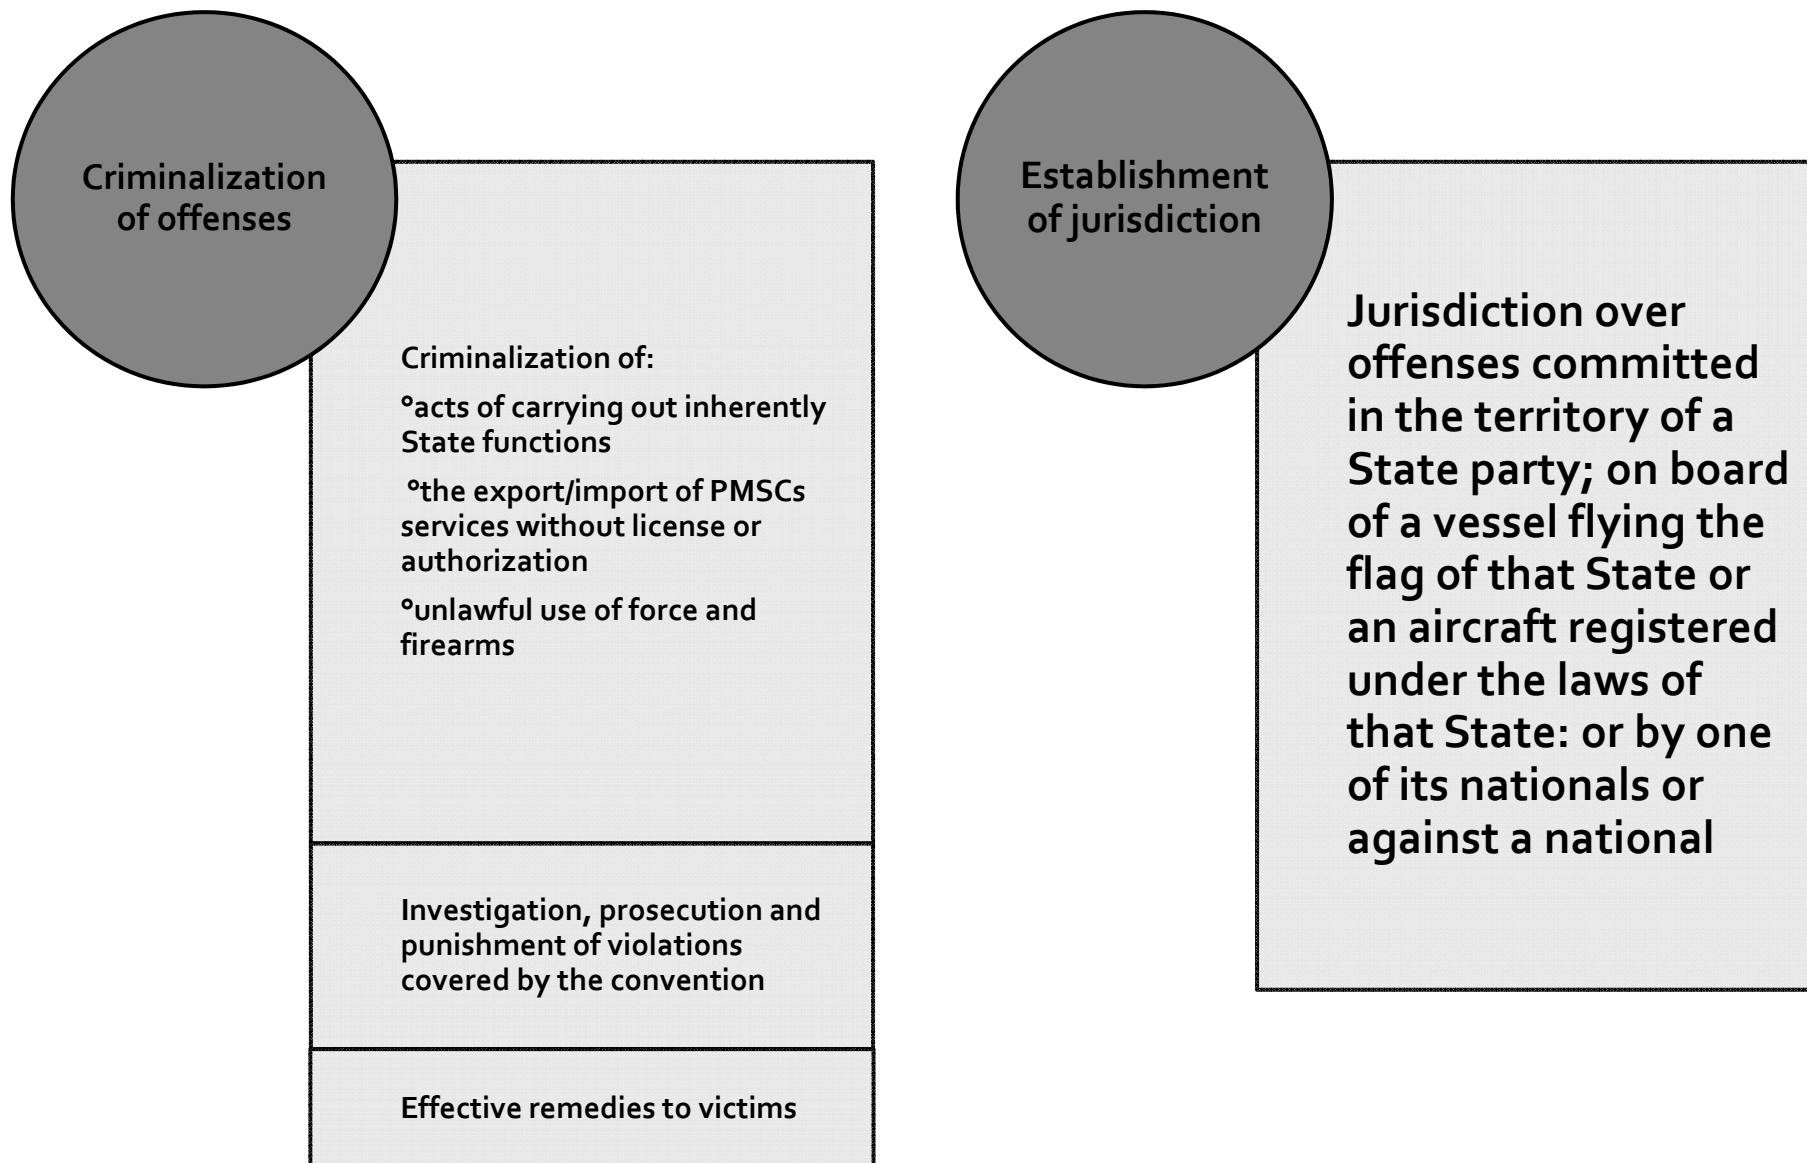 Criminalization
of offenses
Criminalization of:
°acts of carrying out inherently
State functions
°the export/import of PMSCs
services without license or
authorization
°unlawful use of force and
firearms
Investigation, prosecution and
punishment of violations
covered by the convention
Effective remedies to victims
Establishment
of jurisdiction
Jurisdiction over
offenses committed
in the territory of a
State party; on board
of a vessel flying the
flag of that State or
an aircraft registered
under the laws of
that State: or by one
of its nationals or
against a national